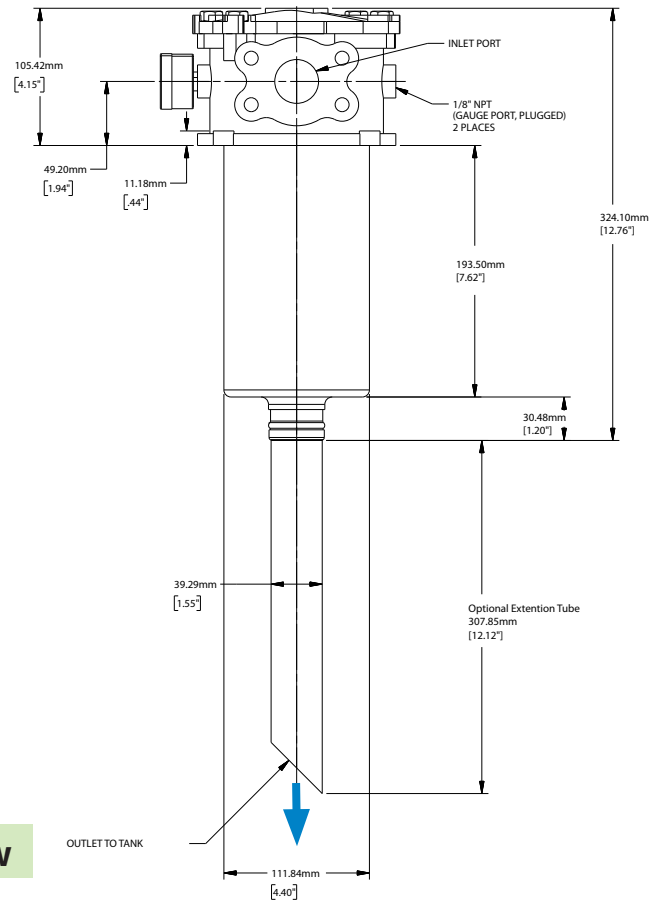 INLET PORT
105.42mm
[4.15"]
1/8" NPT
(GAUGE PORT, PLUGGED)
2 PLACES
49.20mm
[1.94"]
11.18mm
[.44"]
324.10mm
[12.76"]
193.50mm
[7.62"]
30.48mm
[1.20"]
39.29mm
[1.55"]
Optional Extention Tube
307.85mm
[12.12"]
OUTLET TO TANK
111.84mm
[4.40"]